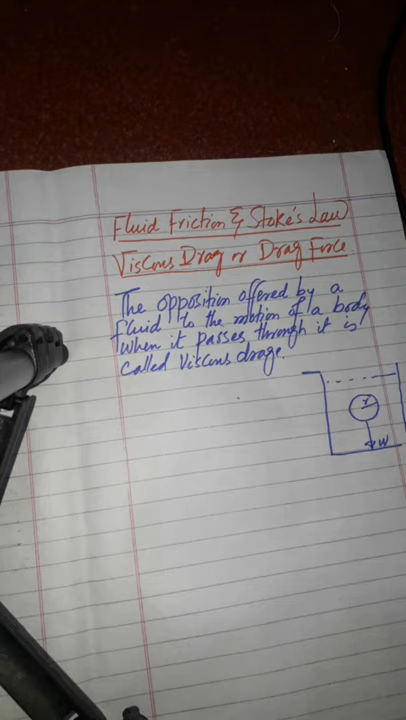 Fluid Friction & Stoke's Law
Viscous Drag or Drag Force
The opposition offered by a
fluid to the motion of a body
when it passes through it is
called Viscous drage.
r
W